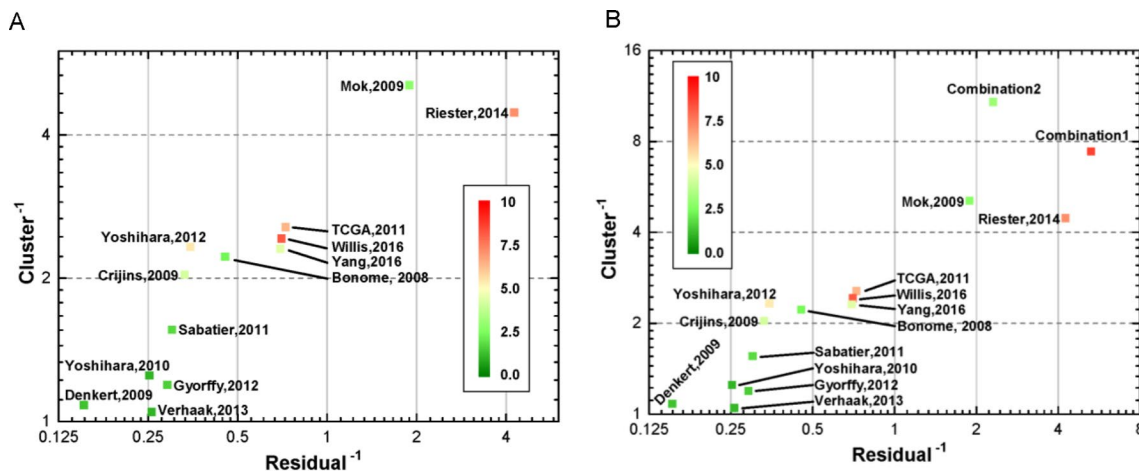 A
Cluster⁻¹
4
2
1
0.125
0.25
0.5
1
2
4
Residual⁻¹
Mok,2009
Riester,2014
10
7.5
5.0
2.5
0.0
TCGA,2011
Willis,2016
Yang,2016
Bonome, 2008
Yoshihara,2012
Crijins,2009
Sabatier,2011
Yoshihara,2010
Gyorffy,2012
Denkert,2009
Verhaak,2013
B
Cluster⁻¹
16
8
4
2
1
0.125
0.25
0.5
1
2
4
8
Residual⁻¹
10
7.5
5.0
2.5
0.0
Combination2
Combination1
Mok,2009
Riester,2014
TCGA,2011
Willis,2016
Yang,2016
Bonome, 2008
Yoshihara,2012
Crijins,2009
Denkert,2009
Sabatier,2011
Yoshihara,2010
Gyorffy,2012
Verhaak,2013